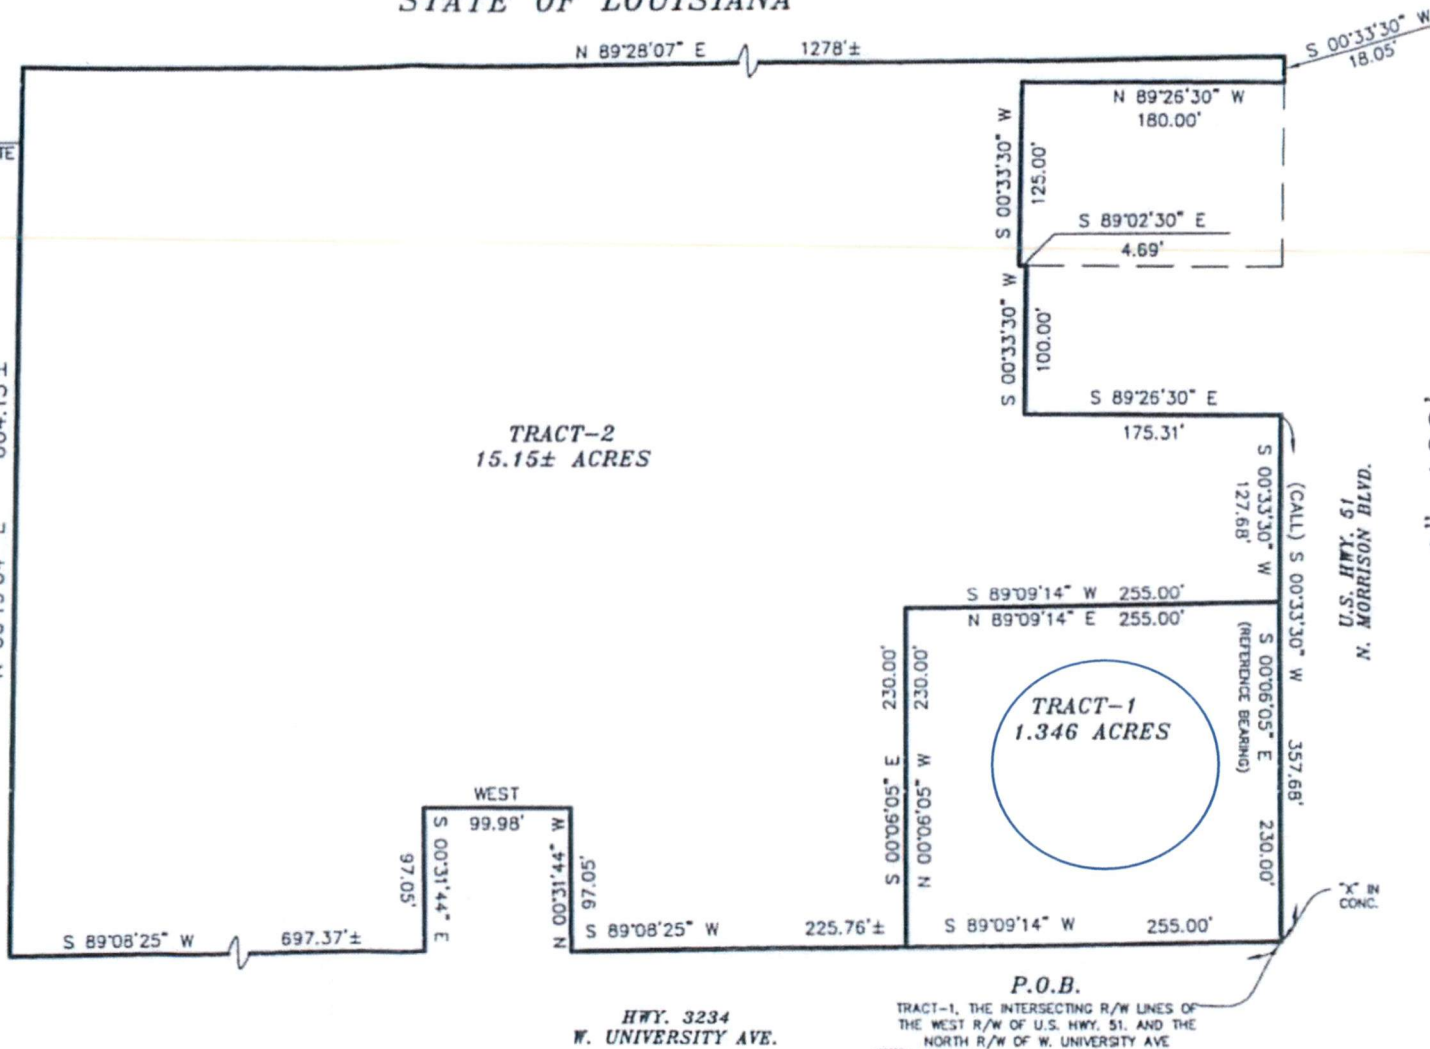 STATE OF LOUISIANA
N 89°28'07" E 1278'±
S 00°33'30" W
18.05'
N 89°26'30" W
180.00'
S 00°33'30" W
125.00'
S 89°02'30" E
4.69'
S 00°33'30" W
100.00'
S 89°26'30" E
175.31'
TRACT-2
15.15± ACRES
S 00°33'30" W
127.68'
(CALL) S 00°33'30" W 357.68'
U.S. HWY. 51
N. MORRISON BLVD.
S 89°09'14" W 255.00'
N 89°09'14" E 255.00'
S 00°06'05" E 230.00'
(REFERENCE BEARING)
TRACT-1
1.346 ACRES
S 00°06'05" E 230.00'
N 00°06'05" W 230.00'
WEST
99.98'
S 00°31'44" E
97.05'
N 00°31'44" W
97.05'
S 89°08'25" W 697.37'±
S 89°08'25" W 225.76'±
S 89°09'14" W 255.00'
"X" IN
CONC.
P.O.B.
TRACT-1, THE INTERSECTING R/W LINES OF
THE WEST R/W OF U.S. HWY. 51. AND THE
NORTH R/W OF W. UNIVERSITY AVE
HWY. 3234
W. UNIVERSITY AVE.